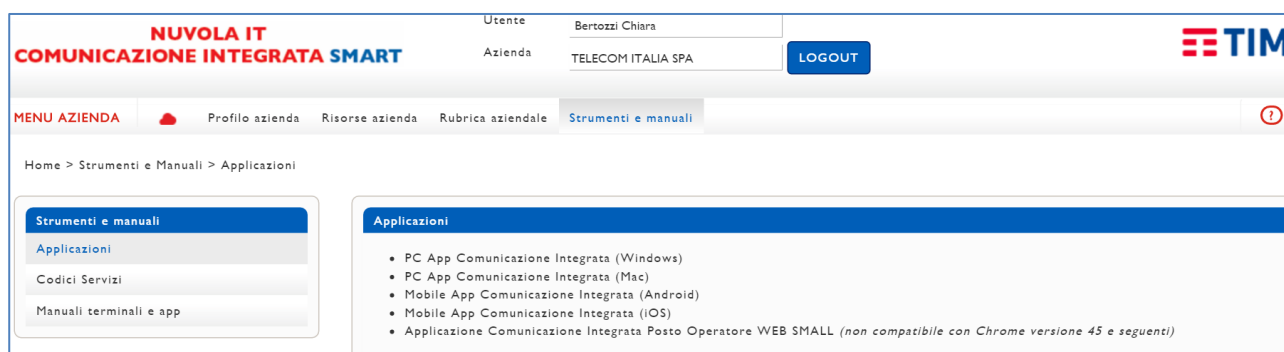 NUVOLA IT
COMUNICAZIONE INTEGRATA SMART
Utente Bertozzi Chiara
Azienda TELECOM ITALIA SPA LOGOUT
TIM
MENU AZIENDA Profilo azienda Risorse azienda Rubrica aziendale Strumenti e manuali ?
Home > Strumenti e Manuali > Applicazioni
Strumenti e manuali
Applicazioni
Codici Servizi
Manuali terminali e app
Applicazioni
• PC App Comunicazione Integrata (Windows)
• PC App Comunicazione Integrata (Mac)
• Mobile App Comunicazione Integrata (Android)
• Mobile App Comunicazione Integrata (iOS)
• Applicazione Comunicazione Integrata Posto Operatore WEB SMALL (non compatibile con Chrome versione 45 e seguenti)